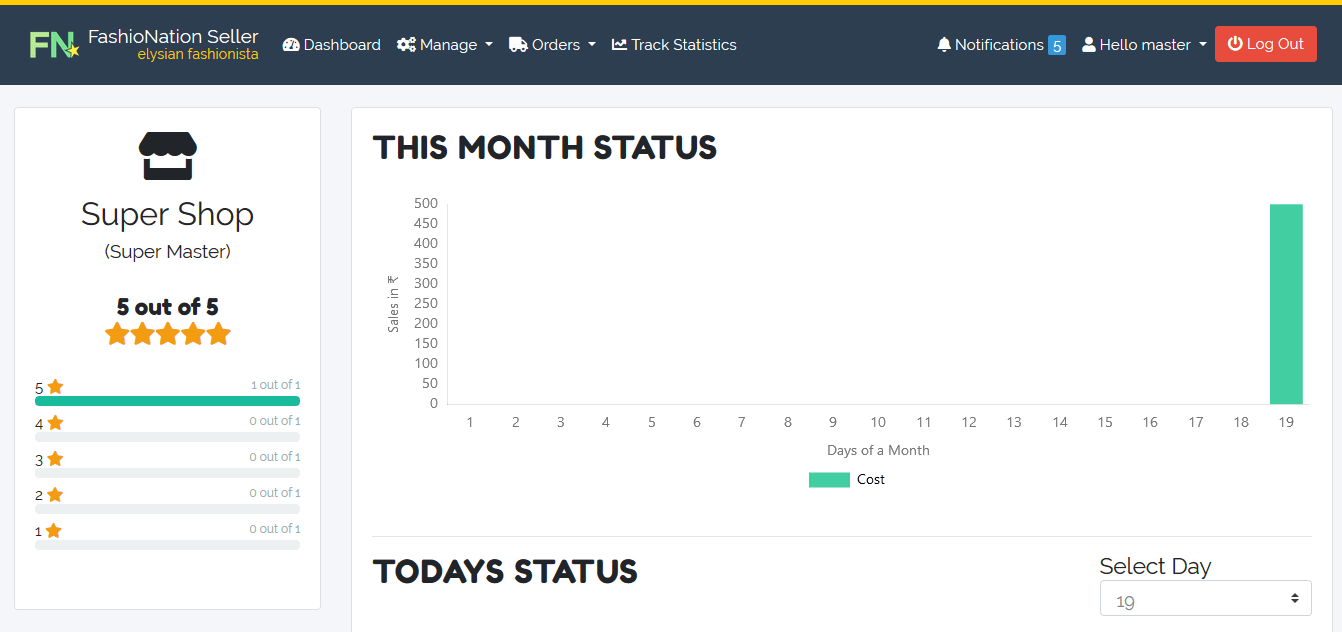 FN FashioNation Seller
elysian fashionista
Dashboard Manage Orders Track Statistics Notifications 5 Hello master Log Out
Super Shop
(Super Master)
5 out of 5
5 1 out of 1
4 0 out of 1
3 0 out of 1
2 0 out of 1
1 0 out of 1
THIS MONTH STATUS
500
450
400
350
300
250
200
150
100
50
0
Sales in ₹
1 2 3 4 5 6 7 8 9 10 11 12 13 14 15 16 17 18 19
Days of a Month
Cost
TODAYS STATUS
Select Day
19